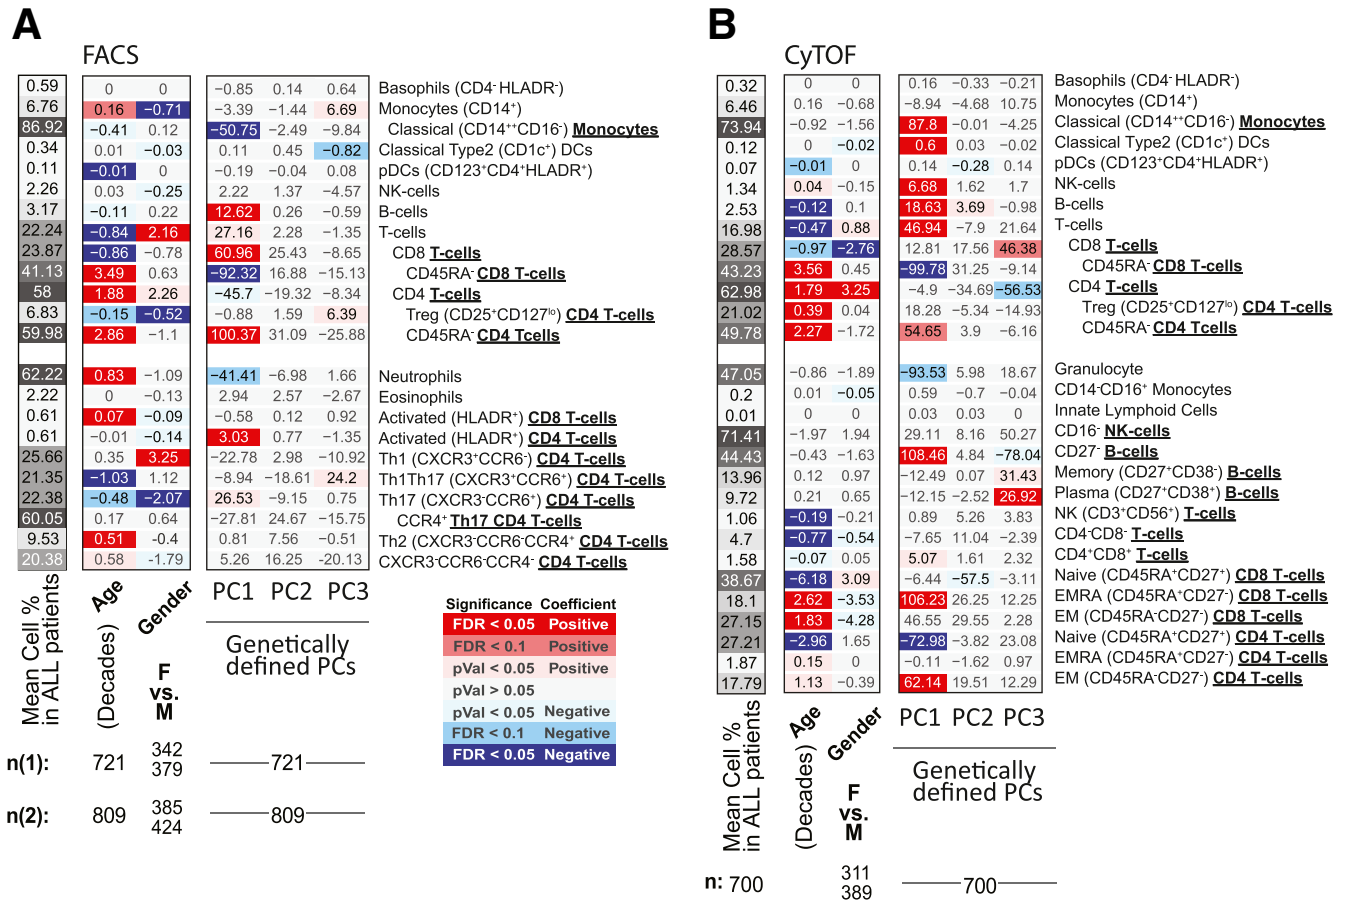 A
FACS
0.59 0 0 −0.85 0.14 0.64 Basophils (CD4⁻HLADR⁻)
6.76 0.16 −0.71 −3.39 −1.44 6.69 Monocytes (CD14⁺)
86.92 −0.41 0.12 −50.75 −2.49 −9.84 Classical (CD14⁺⁺CD16⁻) Monocytes
0.34 0.01 −0.03 0.11 0.45 −0.82 Classical Type2 (CD1c⁺) DCs
0.11 −0.01 0 −0.19 −0.04 0.08 pDCs (CD123⁺CD4⁺HLADR⁺)
2.26 0.03 −0.25 2.22 1.37 −4.57 NK-cells
3.17 −0.11 0.22 12.62 0.26 −0.59 B-cells
22.24 −0.84 2.16 27.16 2.28 −1.35 T-cells
23.87 −0.86 −0.78 60.96 25.43 −8.65 CD8 T-cells
41.13 3.49 0.63 −92.32 16.88 −15.13 CD45RA⁻ CD8 T-cells
58 1.88 2.26 −45.7 −19.32 −8.34 CD4 T-cells
6.83 −0.15 −0.52 −0.88 1.59 6.39 Treg (CD25⁺CD127ˡᵒ) CD4 T-cells
59.98 2.86 −1.1 100.37 31.09 −25.88 CD45RA⁻ CD4 Tcells
62.22 0.83 −1.09 −41.41 −6.98 1.66 Neutrophils
2.22 0 −0.13 2.94 2.57 −2.67 Eosinophils
0.61 0.07 −0.09 −0.58 0.12 0.92 Activated (HLADR⁺) CD8 T-cells
0.61 −0.01 −0.14 3.03 0.77 −1.35 Activated (HLADR⁺) CD4 T-cells
25.66 0.35 3.25 −22.78 2.98 −10.92 Th1 (CXCR3⁺CCR6⁻) CD4 T-cells
21.35 −1.03 1.12 −8.94 −18.61 24.2 Th1Th17 (CXCR3⁺CCR6⁺) CD4 T-cells
22.38 −0.48 −2.07 26.53 −9.15 0.75 Th17 (CXCR3⁻CCR6⁺) CD4 T-cells
60.05 0.17 0.64 −27.81 24.67 −15.75 CCR4⁺ Th17 CD4 T-cells
9.53 0.51 −0.4 0.81 7.56 −0.51 Th2 (CXCR3⁻CCR6⁻CCR4⁺ CD4 T-cells
20.38 0.58 −1.79 5.26 16.25 −20.13 CXCR3⁻CCR6⁻CCR4⁻ CD4 T-cells
Mean Cell %
in ALL patients
Age
(Decades)
Gender
F
vs.
M
PC1 PC2 PC3
Genetically
defined PCs
Significance Coefficient
FDR < 0.05 Positive
FDR < 0.1 Positive
pVal < 0.05 Positive
pVal > 0.05
pVal < 0.05 Negative
FDR < 0.1 Negative
FDR < 0.05 Negative
n(1): 721 342
379 721
n(2): 809 385
424 809
B
CyTOF
0.32 0 0 0.16 −0.33 −0.21 Basophils (CD4⁻HLADR⁻)
6.46 0.16 −0.68 −8.94 −4.68 10.75 Monocytes (CD14⁺)
73.94 −0.92 −1.56 87.8 −0.01 −4.25 Classical (CD14⁺⁺CD16⁻) Monocytes
0.12 0 −0.02 0.6 0.03 −0.02 Classical Type2 (CD1c⁺) DCs
0.07 −0.01 0 0.14 −0.28 0.14 pDCs (CD123⁺CD4⁺HLADR⁺)
1.34 0.04 −0.15 6.68 1.62 1.7 NK-cells
2.53 −0.12 0.1 18.63 3.69 −0.98 B-cells
16.98 −0.47 0.88 46.94 −7.9 21.64 T-cells
28.57 −0.97 −2.76 12.81 17.56 46.38 CD8 T-cells
43.23 3.56 0.45 −99.78 31.25 −9.14 CD45RA⁻ CD8 T-cells
62.98 1.79 3.25 −4.9 −34.69 −56.53 CD4 T-cells
21.02 0.39 0.04 18.28 −5.34 −14.93 Treg (CD25⁺CD127ˡᵒ) CD4 T-cells
49.78 2.27 −1.72 54.65 3.9 −6.16 CD45RA⁻ CD4 Tcells
47.05 −0.86 −1.89 −93.53 5.98 18.67 Granulocyte
0.2 0.01 −0.05 0.59 −0.7 −0.04 CD14⁻CD16⁺ Monocytes
0.01 0 0 0.03 0.03 0 Innate Lymphoid Cells
71.41 −1.97 1.94 29.11 8.16 50.27 CD16⁻ NK-cells
44.43 −0.43 −1.63 108.46 4.84 −78.04 CD27⁻ B-cells
13.96 0.12 0.97 −12.49 0.07 31.43 Memory (CD27⁺CD38⁻) B-cells
9.72 0.21 0.65 −12.15 −2.52 26.92 Plasma (CD27⁺CD38⁺) B-cells
1.06 −0.19 −0.21 0.89 5.26 3.83 NK (CD3⁺CD56⁺) T-cells
4.7 −0.77 −0.54 −7.65 11.04 −2.39 CD4⁻CD8⁻ T-cells
1.58 −0.07 0.05 5.07 1.61 2.32 CD4⁺CD8⁺ T-cells
38.67 −6.18 3.09 −6.44 −57.5 −3.11 Naive (CD45RA⁺CD27⁺) CD8 T-cells
18.1 2.62 −3.53 106.23 26.25 12.25 EMRA (CD45RA⁺CD27⁻) CD8 T-cells
27.15 1.83 −4.28 46.55 29.55 2.28 EM (CD45RA⁻CD27⁻) CD8 T-cells
27.21 −2.96 1.65 −72.98 −3.82 23.08 Naive (CD45RA⁺CD27⁺) CD4 T-cells
1.87 0.15 0 −0.11 −1.62 0.97 EMRA (CD45RA⁺CD27⁻) CD4 T-cells
17.79 1.13 −0.39 62.14 19.51 12.29 EM (CD45RA⁻CD27⁻) CD4 T-cells
Mean Cell %
in ALL patients
Age
(Decades)
Gender
F
vs.
M
PC1 PC2 PC3
Genetically
defined PCs
n: 700 311
389 700